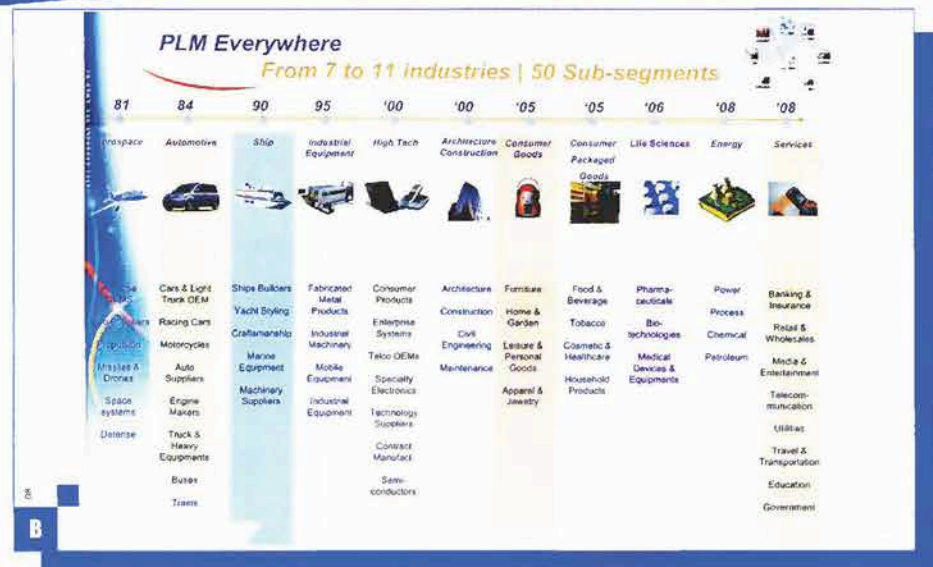 PLM Everywhere
From 7 to 11 industries | 50 Sub-segments
81
84
90
95
'00
'00
'05
'05
'06
'08
'08
Automotive
Ship
Industrial
Equipment
High Tech
Architecture
Construction
Consumer
Goods
Consumer
Packaged
Goods
Life Sciences
Energy
Services
Missiles &
Drones
Space
systems
Defense
Cars & Light
Truck OEM
Racing Cars
Motorcycles
Auto
Suppliers
Engine
Makers
Truck &
Heavy
Equipments
Buses
Trains
Ships Builders
Yacht Styling
Craftsmanship
Marine
Equipment
Machinery
Suppliers
Fabricated
Metal
Products
Industrial
Machinery
Mobile
Equipment
Industrial
Equipment
Consumer
Products
Enterprise
Systems
Telco OEMs
Specialty
Electronics
Technology
Suppliers
Contract
Manufact
Semi-
conductors
Architecture
Construction
Civil
Engineering
Maintenance
Furniture
Home &
Garden
Leisure &
Personal
Goods
Apparel &
Jewelry
Food &
Beverage
Tobacco
Cosmetic &
Healthcare
Household
Products
Pharma-
ceuticals
Bio-
technologies
Medical
Devices &
Equipments
Power
Process
Chemical
Petroleum
Banking &
Insurance
Retail &
Wholesales
Media &
Entertainment
Telecom-
munication
Utilities
Travel &
Transportation
Education
Government
B